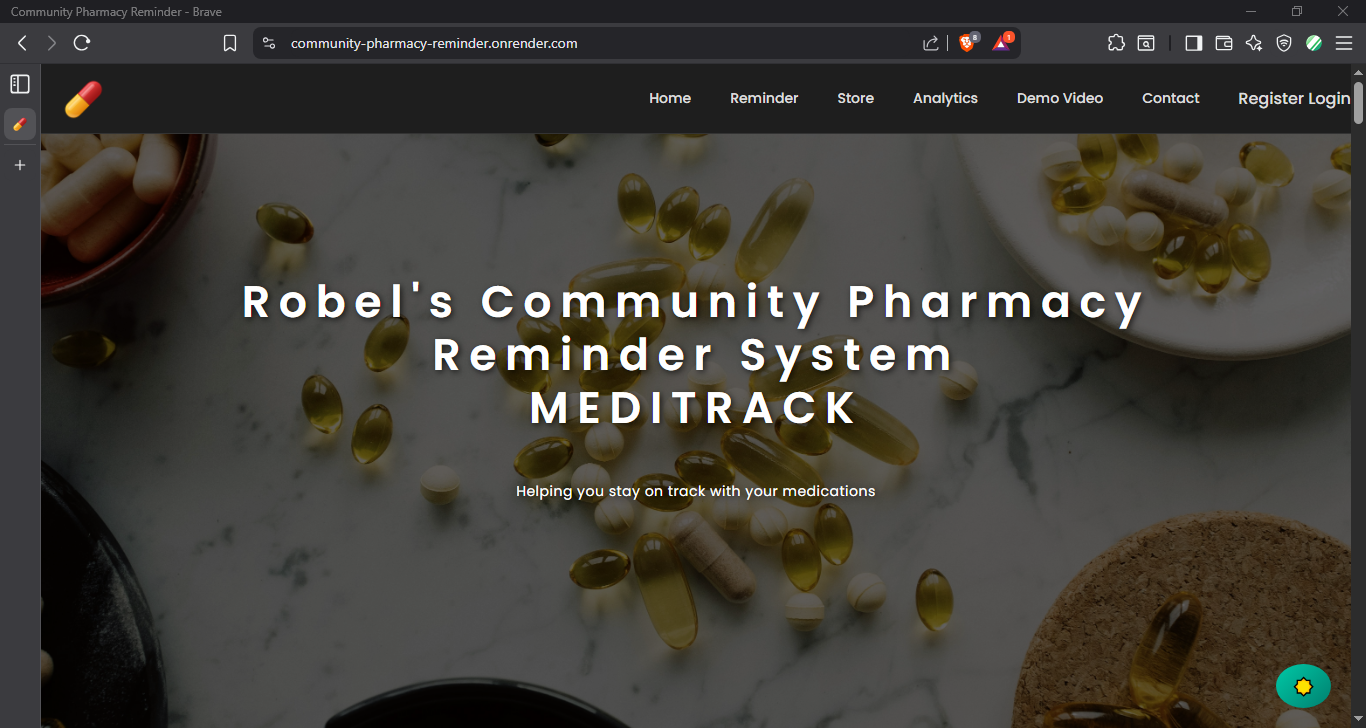 Community Pharmacy Reminder - Brave
community-pharmacy-reminder.onrender.com
8
1
Home Reminder Store Analytics Demo Video Contact Register Login
Robel's Community Pharmacy
Reminder System
MEDITRACK
Helping you stay on track with your medications